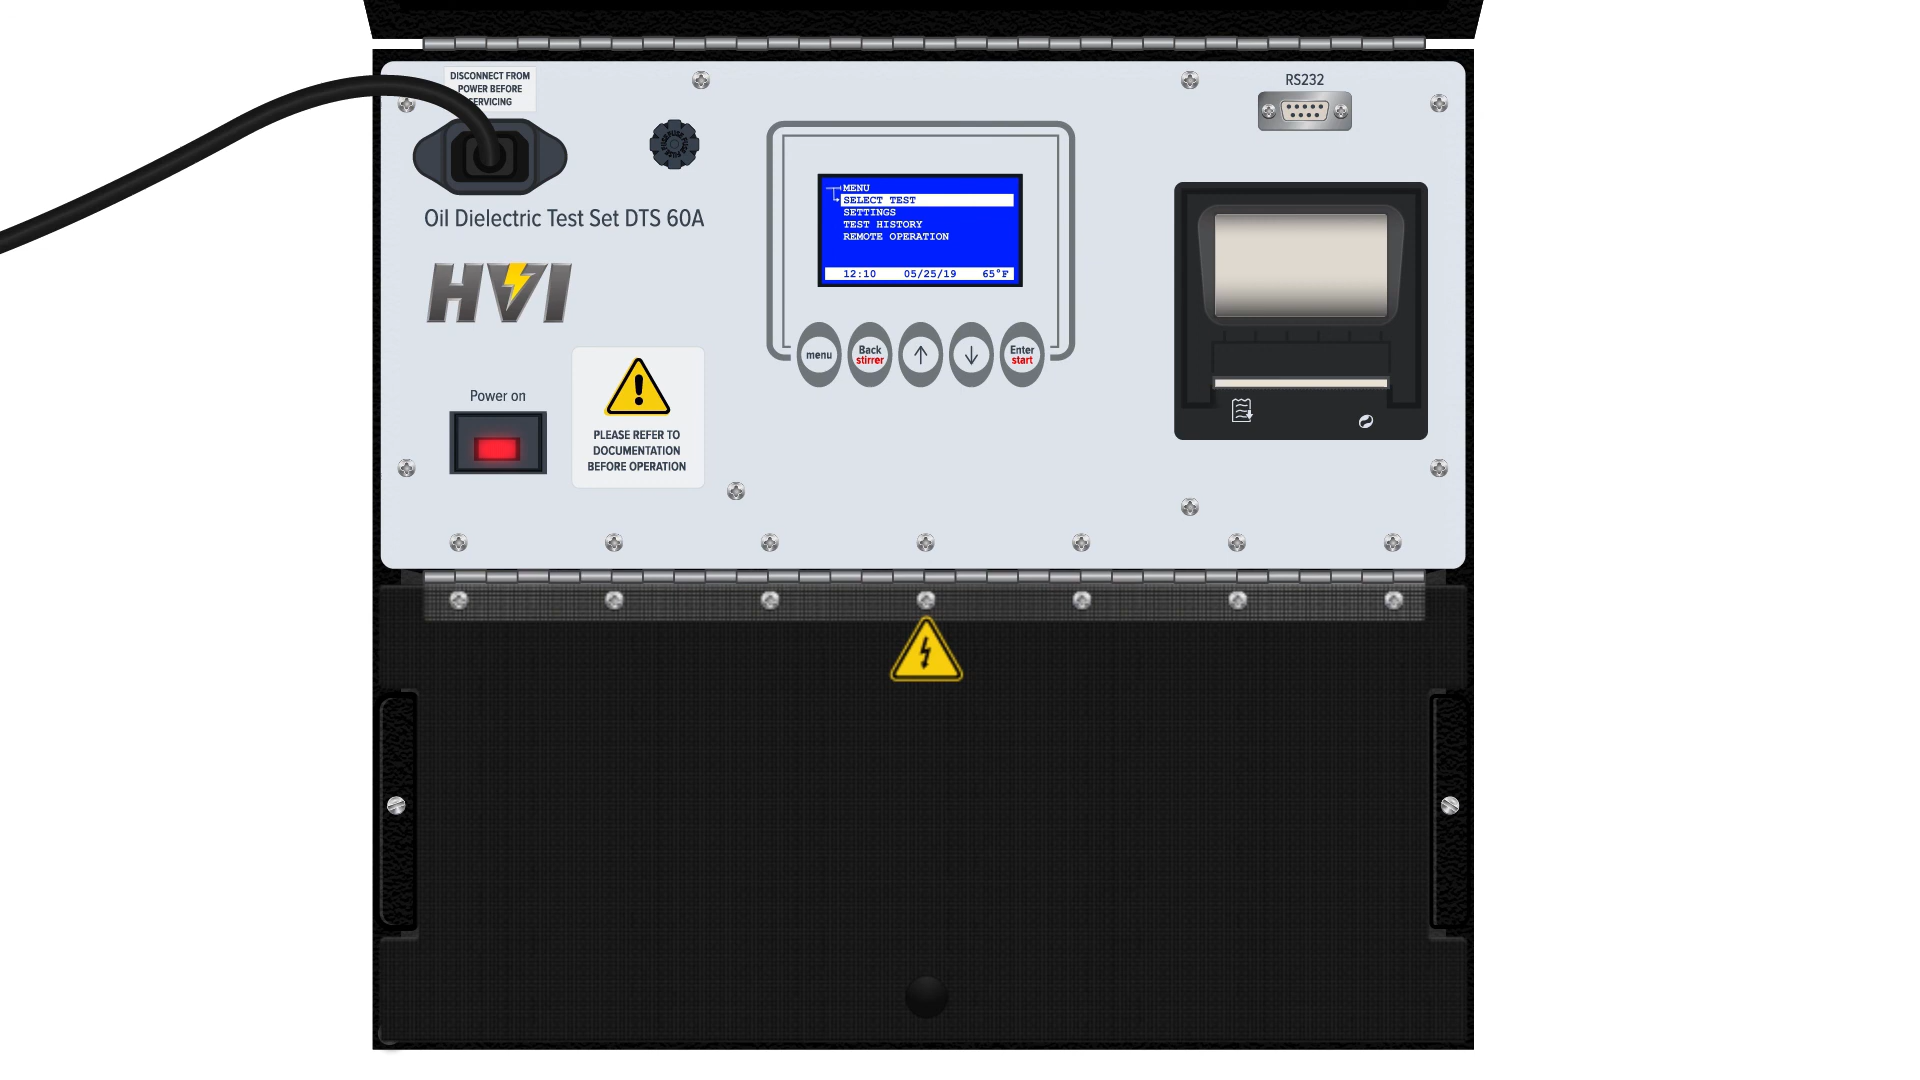 DISCONNECT FROM
POWER BEFORE
SERVICING
RS232
Oil Dielectric Test Set DTS 60A
HVI
MENU
SELECT TEST
SETTINGS
TEST HISTORY
REMOTE OPERATION
12:10 05/25/19 65°F
menu
Back
stirrer
Enter
start
Power on
PLEASE REFER TO
DOCUMENTATION
BEFORE OPERATION